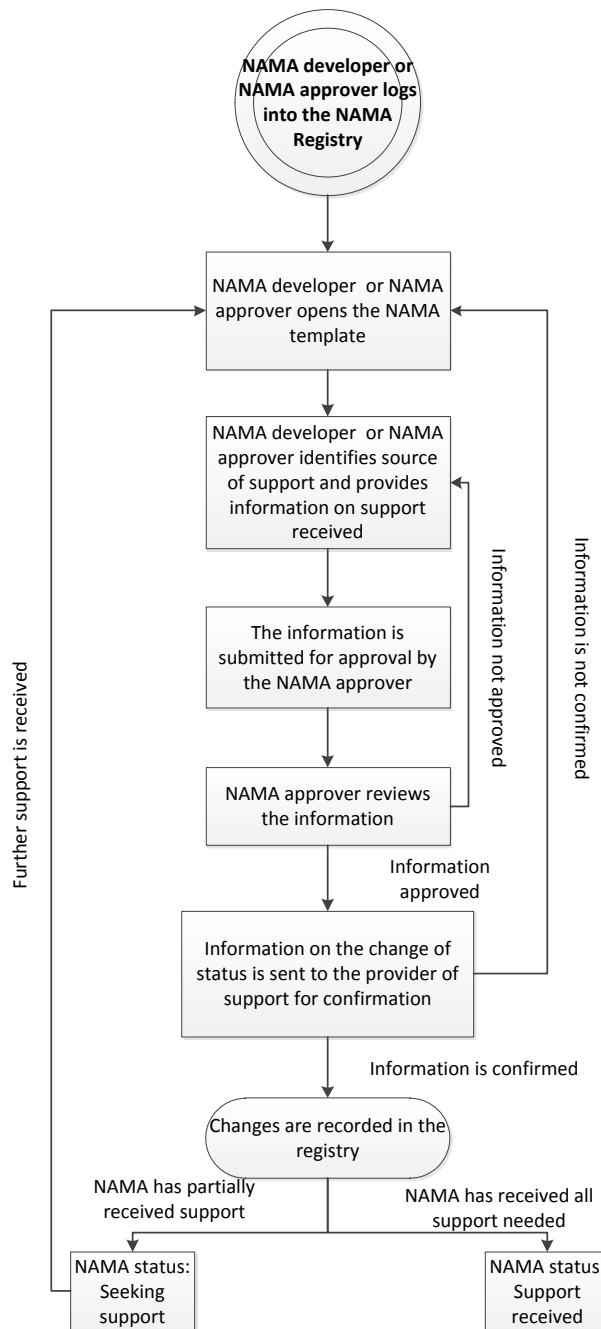 NAMA developer or
NAMA approver logs
into the NAMA
Registry
NAMA developer or NAMA
approver opens the NAMA
template
NAMA developer or NAMA
approver identifies source
of support and provides
information on support
received
The information is
submitted for approval by
the NAMA approver
NAMA approver reviews
the information
Information not approved
Information is not confirmed
Further support is received
Information
approved
Information on the change of
status is sent to the provider of
support for confirmation
Information is confirmed
Changes are recorded in the
registry
NAMA has partially
received support
NAMA has received all
support needed
NAMA status:
Seeking
support
NAMA status
Support
received